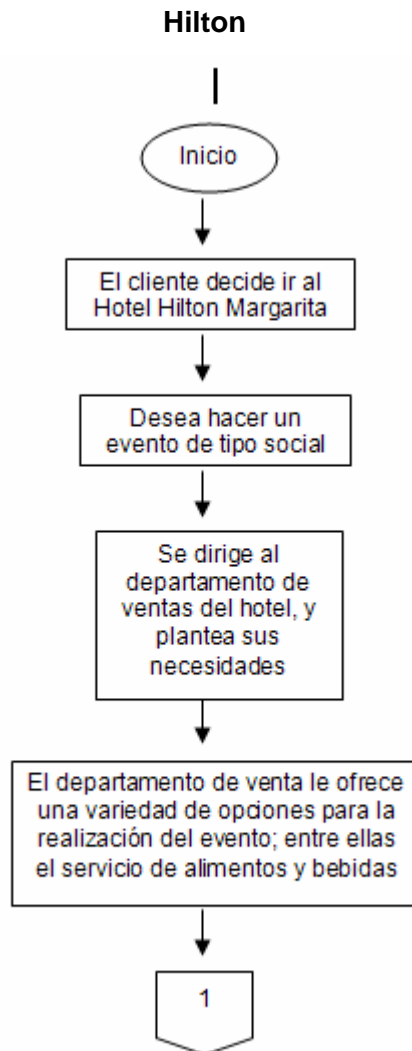 Hilton
Inicio
El cliente decide ir al
Hotel Hilton Margarita
Desea hacer un
evento de tipo social
Se dirige al
departamento de
ventas del hotel, y
plantea sus
necesidades
El departamento de venta le ofrece
una variedad de opciones para la
realización del evento; entre ellas
el servicio de alimentos y bebidas
1